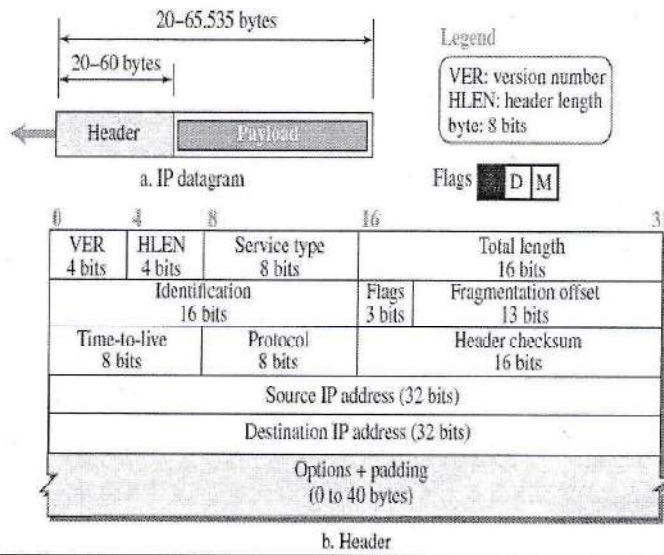 20–65.535 bytes
20–60 bytes
Header
Payload
a. IP datagram
Legend
VER: version number
HLEN: header length
byte: 8 bits
Flags D M
0 4 8 16 3
VER HLEN Service type Total length
4 bits 4 bits 8 bits 16 bits
Identification Flags Fragmentation offset
16 bits 3 bits 13 bits
Time-to-live Protocol Header checksum
8 bits 8 bits 16 bits
Source IP address (32 bits)
Destination IP address (32 bits)
Options + padding
(0 to 40 bytes)
b. Header